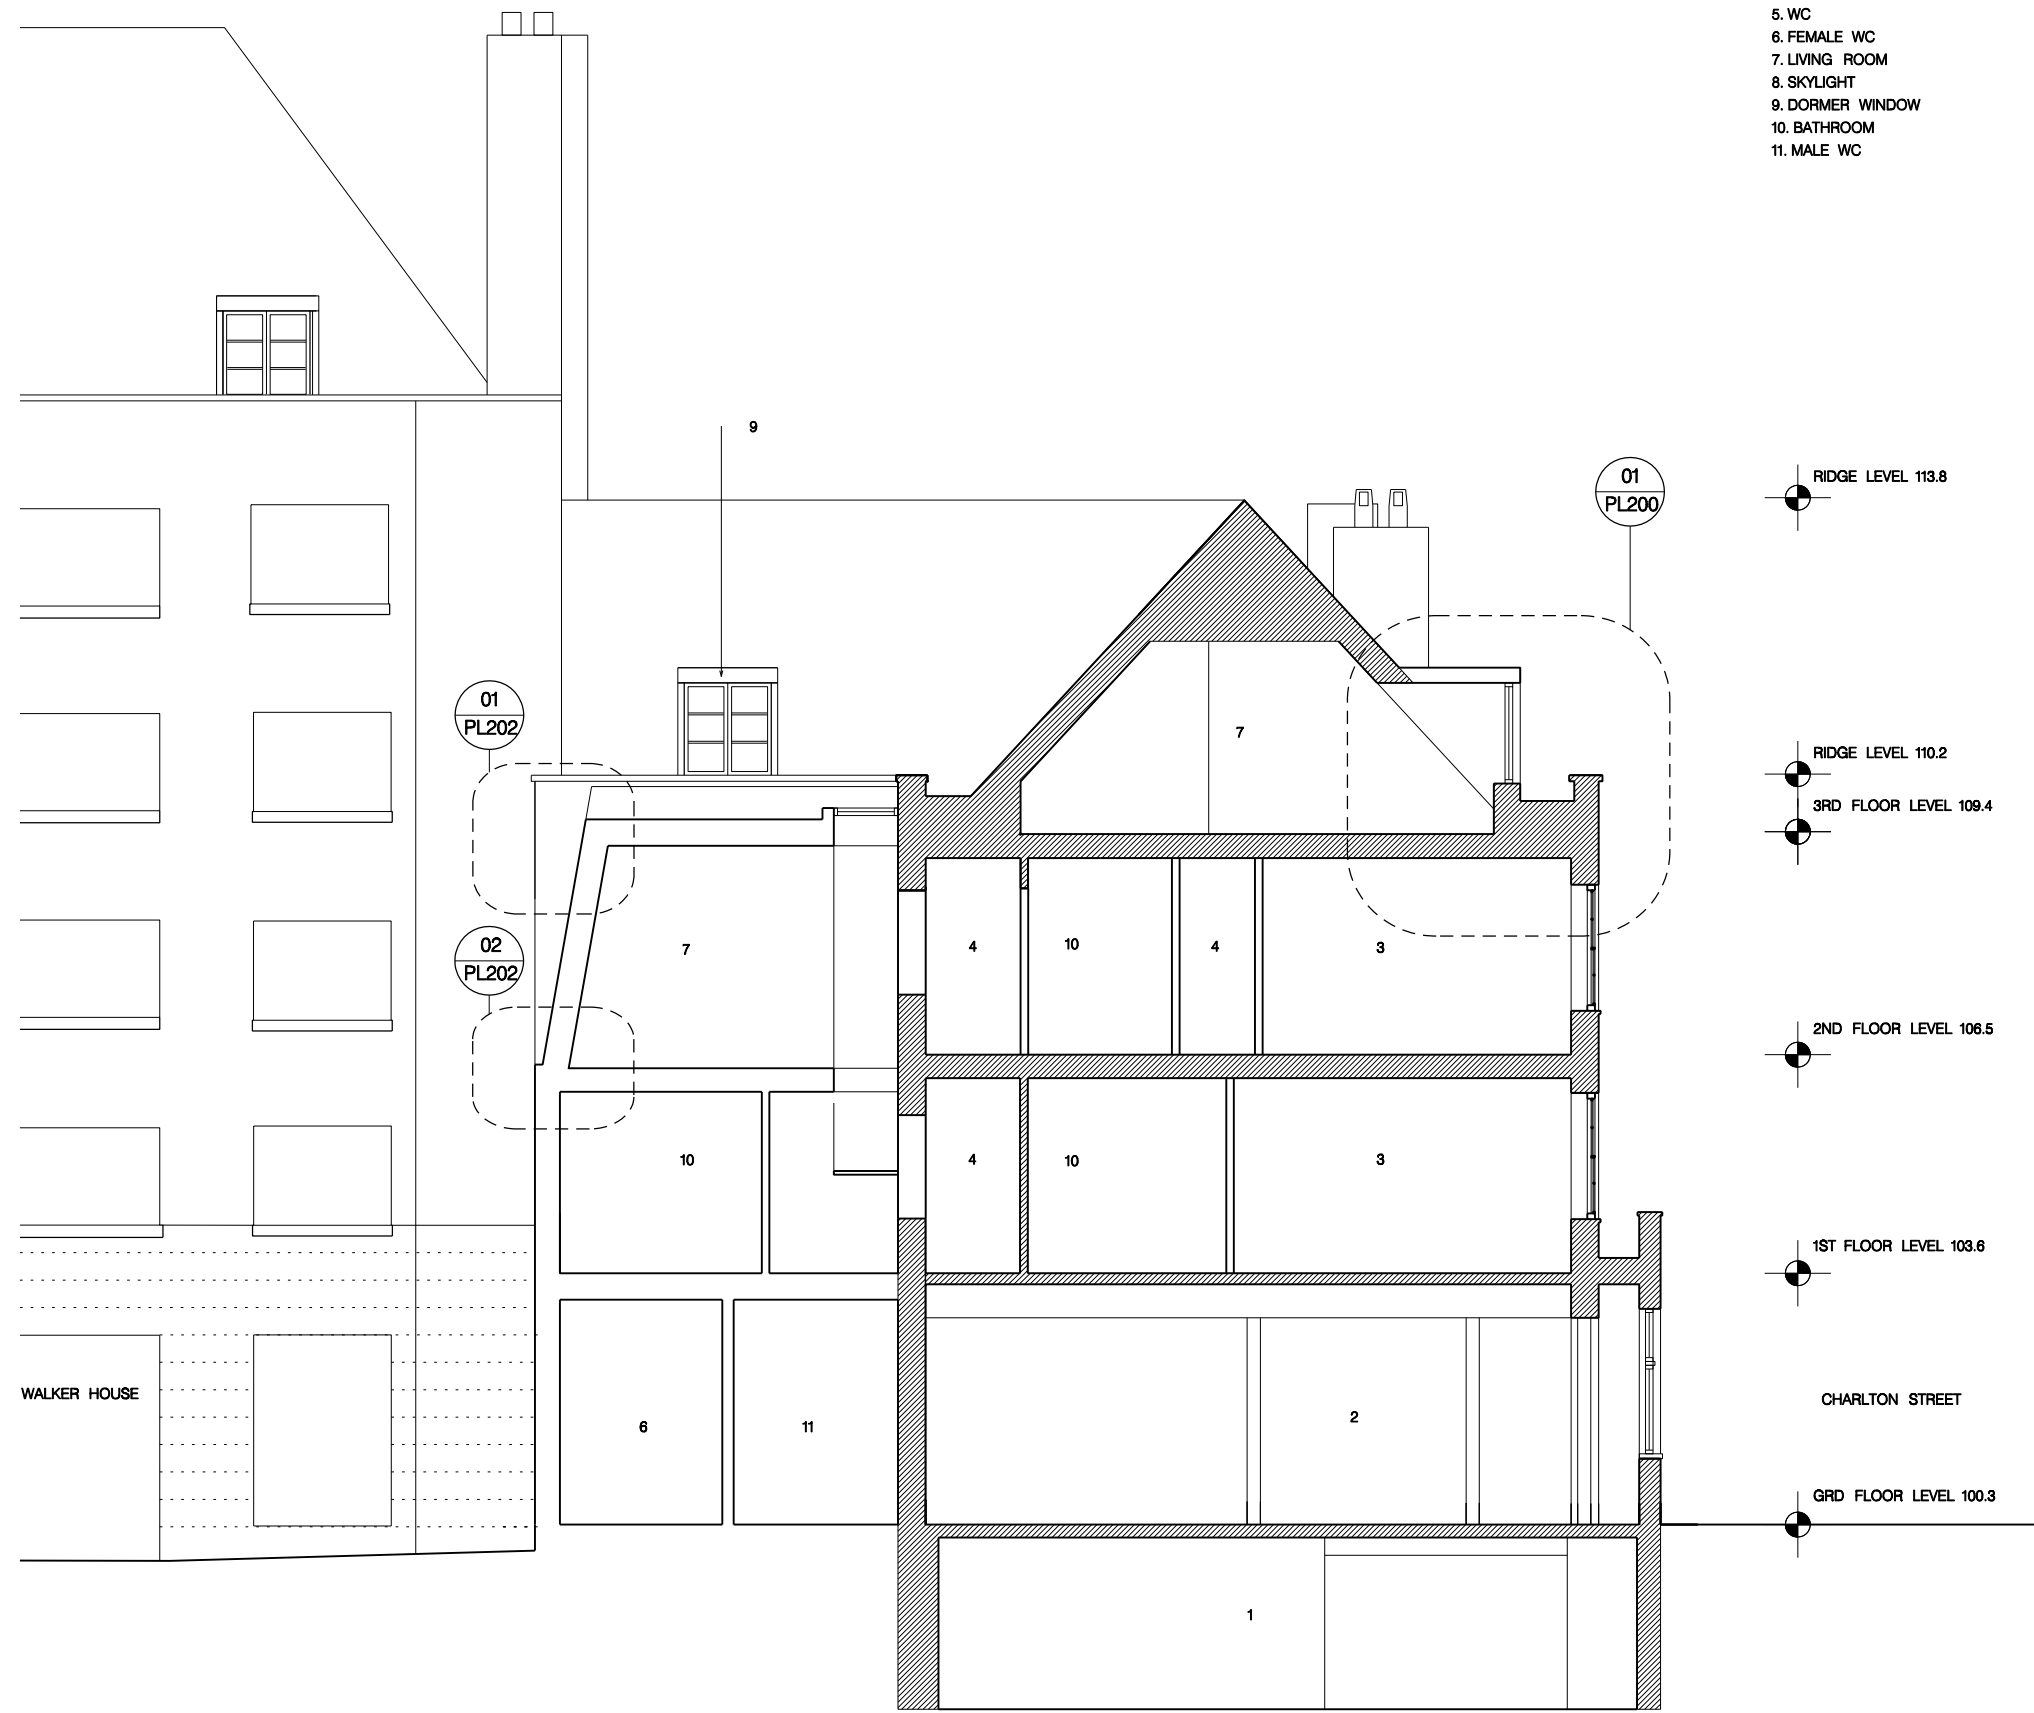 5. WC
6. FEMALE WC
7. LIVING ROOM
8. SKYLIGHT
9. DORMER WINDOW
10. BATHROOM
11. MALE WC
9
01
PL200
RIDGE LEVEL 113.8
01
PL202
7
RIDGE LEVEL 110.2
3RD FLOOR LEVEL 109.4
02
PL202
7
4
10
4
3
2ND FLOOR LEVEL 106.5
10
4
10
3
1ST FLOOR LEVEL 103.6
WALKER HOUSE
6
11
2
CHARLTON STREET
GRD FLOOR LEVEL 100.3
1